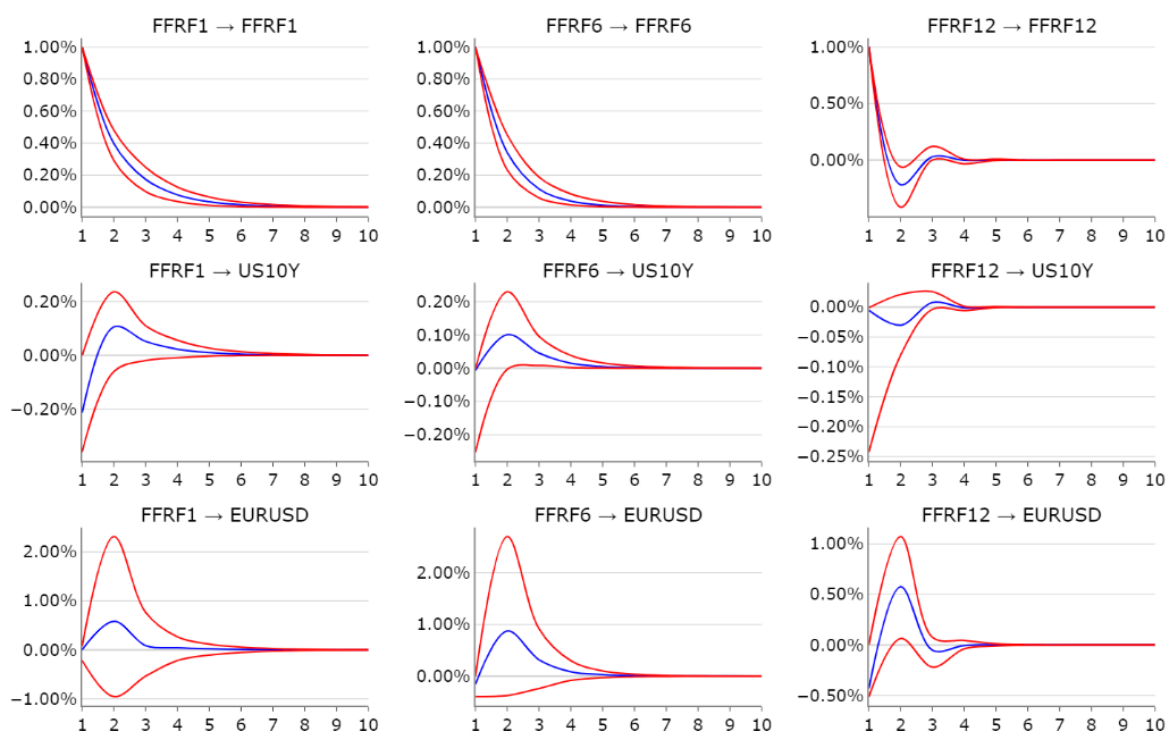 FFRF1 → FFRF1
1.00%
0.80%
0.60%
0.40%
0.20%
0.00%
1 2 3 4 5 6 7 8 9 10
FFRF6 → FFRF6
1.00%
0.80%
0.60%
0.40%
0.20%
0.00%
1 2 3 4 5 6 7 8 9 10
FFRF12 → FFRF12
1.00%
0.50%
0.00%
1 2 3 4 5 6 7 8 9 10
FFRF1 → US10Y
0.20%
0.00%
−0.20%
1 2 3 4 5 6 7 8 9 10
FFRF6 → US10Y
0.20%
0.10%
0.00%
−0.10%
−0.20%
1 2 3 4 5 6 7 8 9 10
FFRF12 → US10Y
0.00%
−0.05%
−0.10%
−0.15%
−0.20%
−0.25%
1 2 3 4 5 6 7 8 9 10
FFRF1 → EURUSD
2.00%
1.00%
0.00%
−1.00%
1 2 3 4 5 6 7 8 9 10
FFRF6 → EURUSD
2.00%
1.00%
0.00%
1 2 3 4 5 6 7 8 9 10
FFRF12 → EURUSD
1.00%
0.50%
0.00%
−0.50%
1 2 3 4 5 6 7 8 9 10